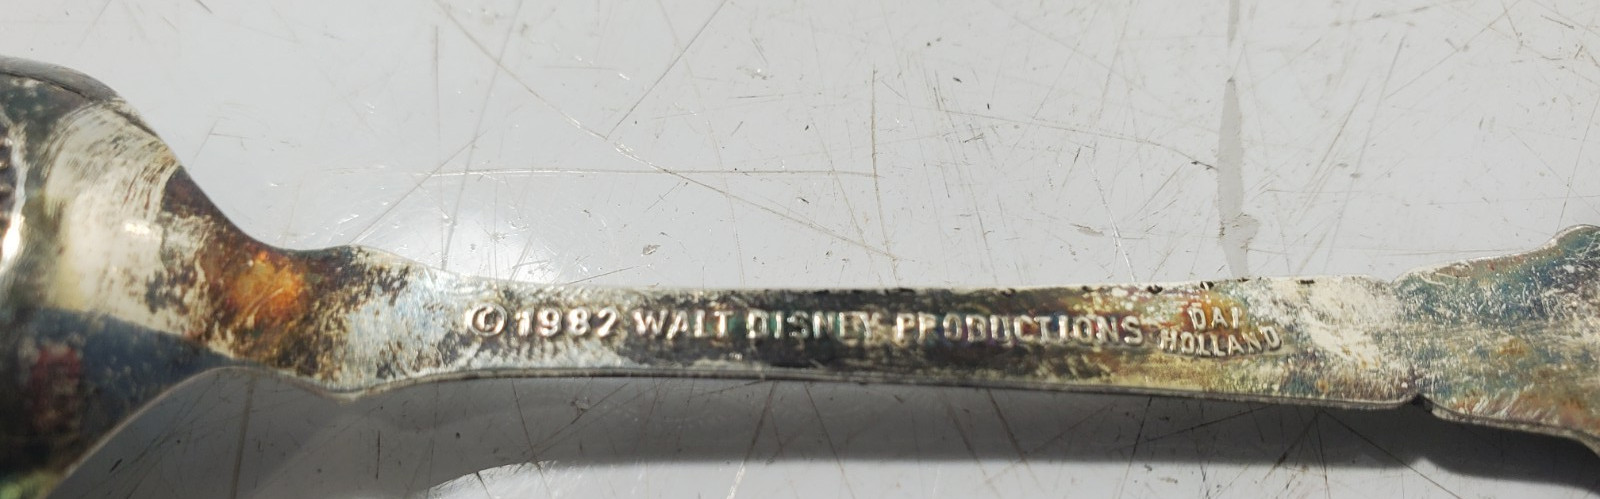 © 1982 WALT DISNEY PRODUCTIONS
DAI
HOLLAND